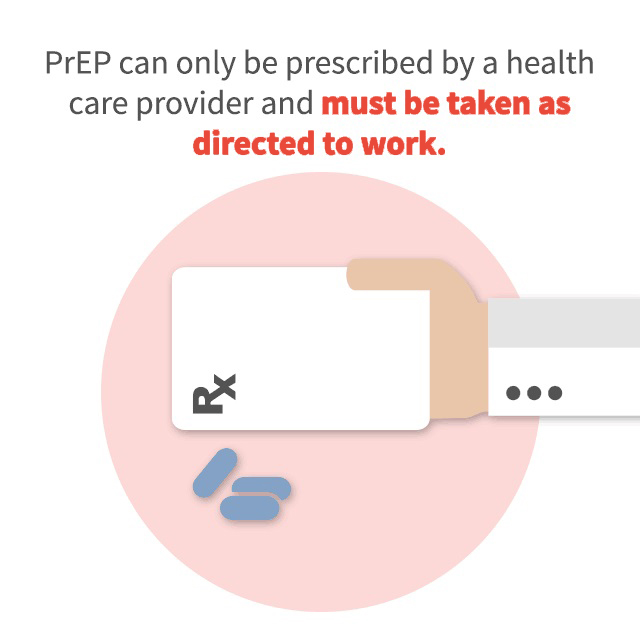 PrEP can only be prescribed by a health
care provider and must be taken as
directed to work.
Rx